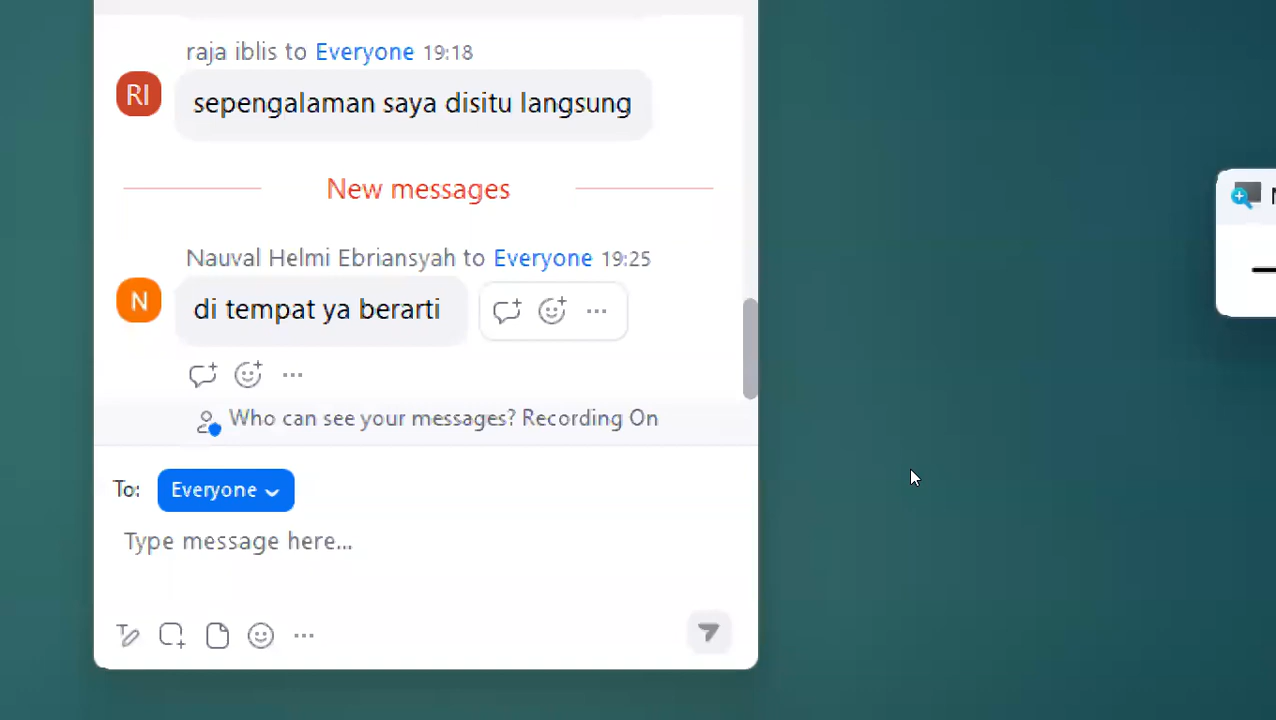 raja iblis to Everyone 19:18
RI
sepengalaman saya disitu langsung
New messages
Nauval Helmi Ebriansyah to Everyone 19:25
N
di tempat ya berarti
Who can see your messages? Recording On
To: Everyone
Type message here...